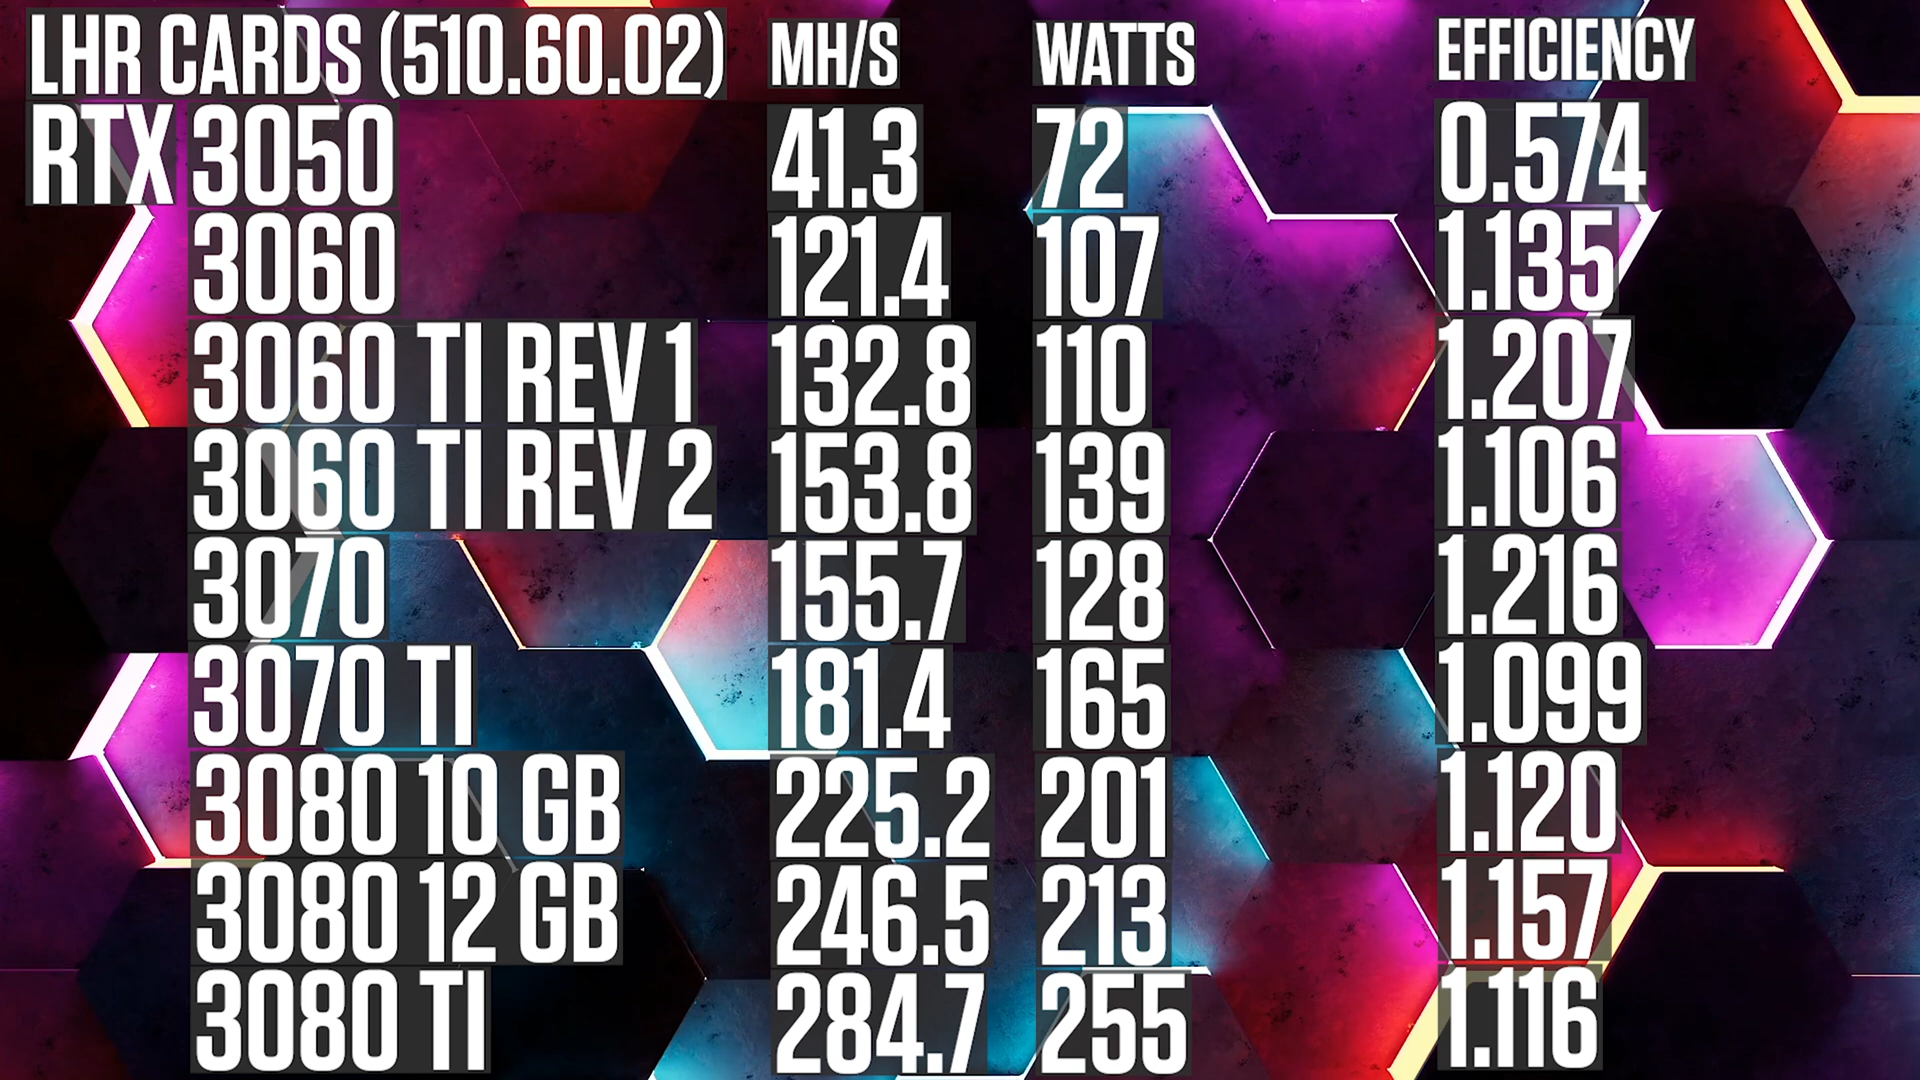 LHR CARDS (510.60.02) MH/S WATTS EFFICIENCY
RTX 3050 41.3 72 0.574
3060 121.4 107 1.135
3060 TI REV 1 132.8 110 1.207
3060 TI REV 2 153.8 139 1.106
3070 155.7 128 1.216
3070 TI 181.4 165 1.099
3080 10 GB 225.2 201 1.120
3080 12 GB 246.5 213 1.157
3080 TI 284.7 255 1.116